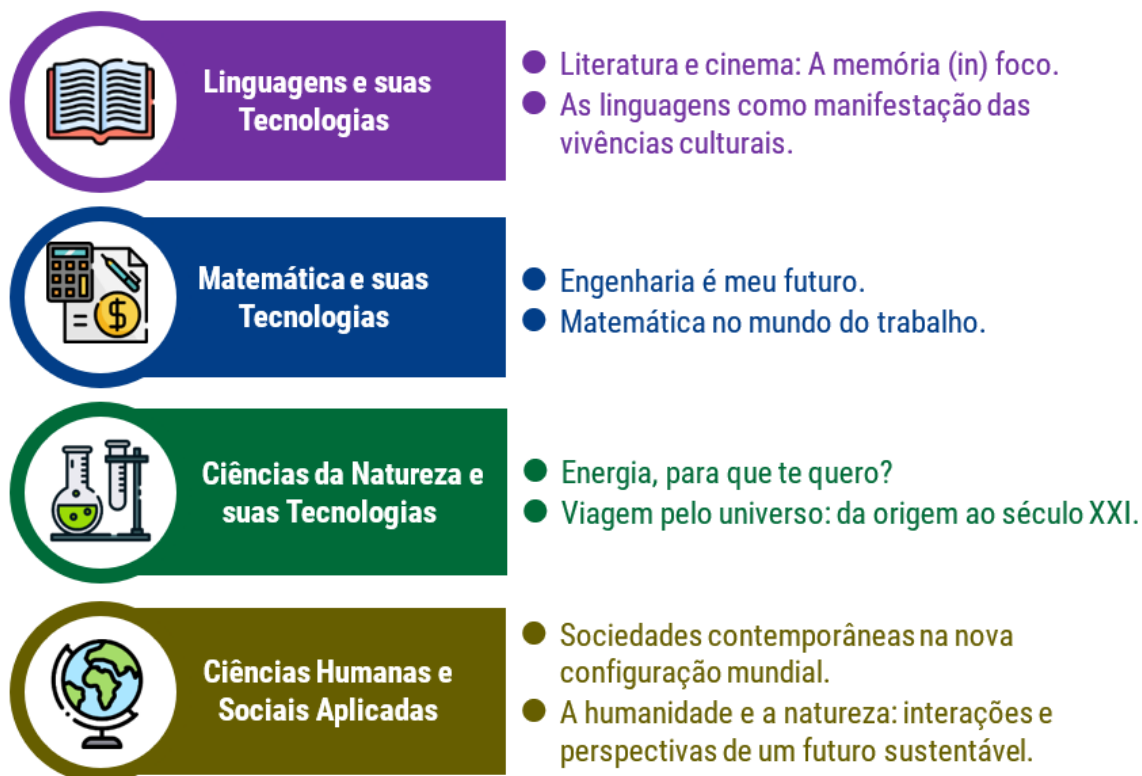 Linguagens e suas
Tecnologias
● Literatura e cinema: A memória (in) foco.
● As linguagens como manifestação das
vivências culturais.
Matemática e suas
Tecnologias
= $
● Engenharia é meu futuro.
● Matemática no mundo do trabalho.
Ciências da Natureza e
suas Tecnologias
● Energia, para que te quero?
● Viagem pelo universo: da origem ao século XXI.
Ciências Humanas e
Sociais Aplicadas
● Sociedades contemporâneas na nova
configuração mundial.
● A humanidade e a natureza: interações e
perspectivas de um futuro sustentável.